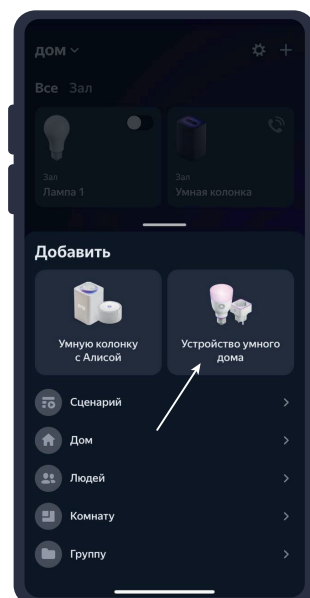 дом
Все Зал
Зал
Лампа 1
Зал
Умная колонка
Добавить
Умную колонку
с Алисой
Устройство умного
дома
Сценарий
Дом
Людей
Комнату
Группу